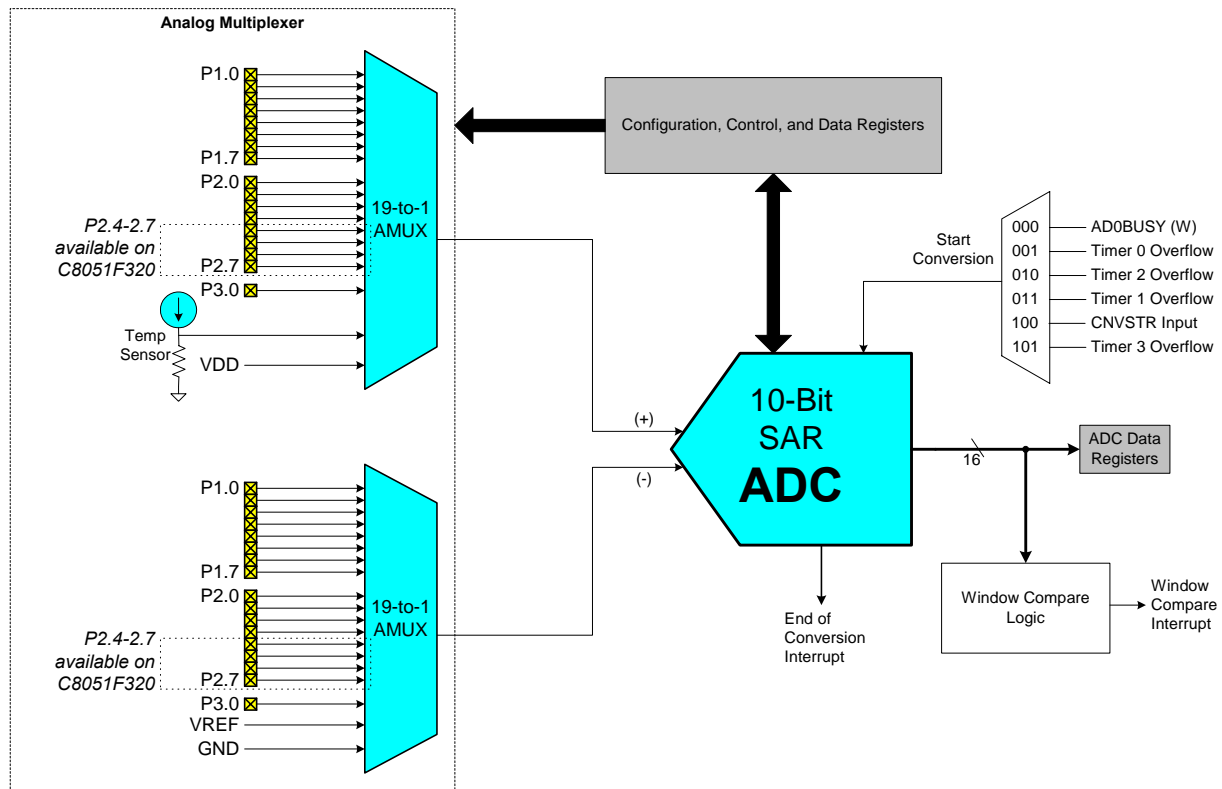 Analog Multiplexer
P1.0
P1.7
P2.0
P2.4-2.7
available on
C8051F320
P2.7
P3.0
Temp
Sensor
VDD
19-to-1
AMUX
Configuration, Control, and Data Registers
Start
Conversion
000
AD0BUSY (W)
001
Timer 0 Overflow
010
Timer 2 Overflow
011
Timer 1 Overflow
100
CNVSTR Input
101
Timer 3 Overflow
(+)
(-)
10-Bit
SAR
ADC
16
ADC Data
Registers
End of
Conversion
Interrupt
Window Compare
Logic
Window
Compare
Interrupt
P1.0
P1.7
P2.0
P2.4-2.7
available on
C8051F320
P2.7
P3.0
VREF
GND
19-to-1
AMUX